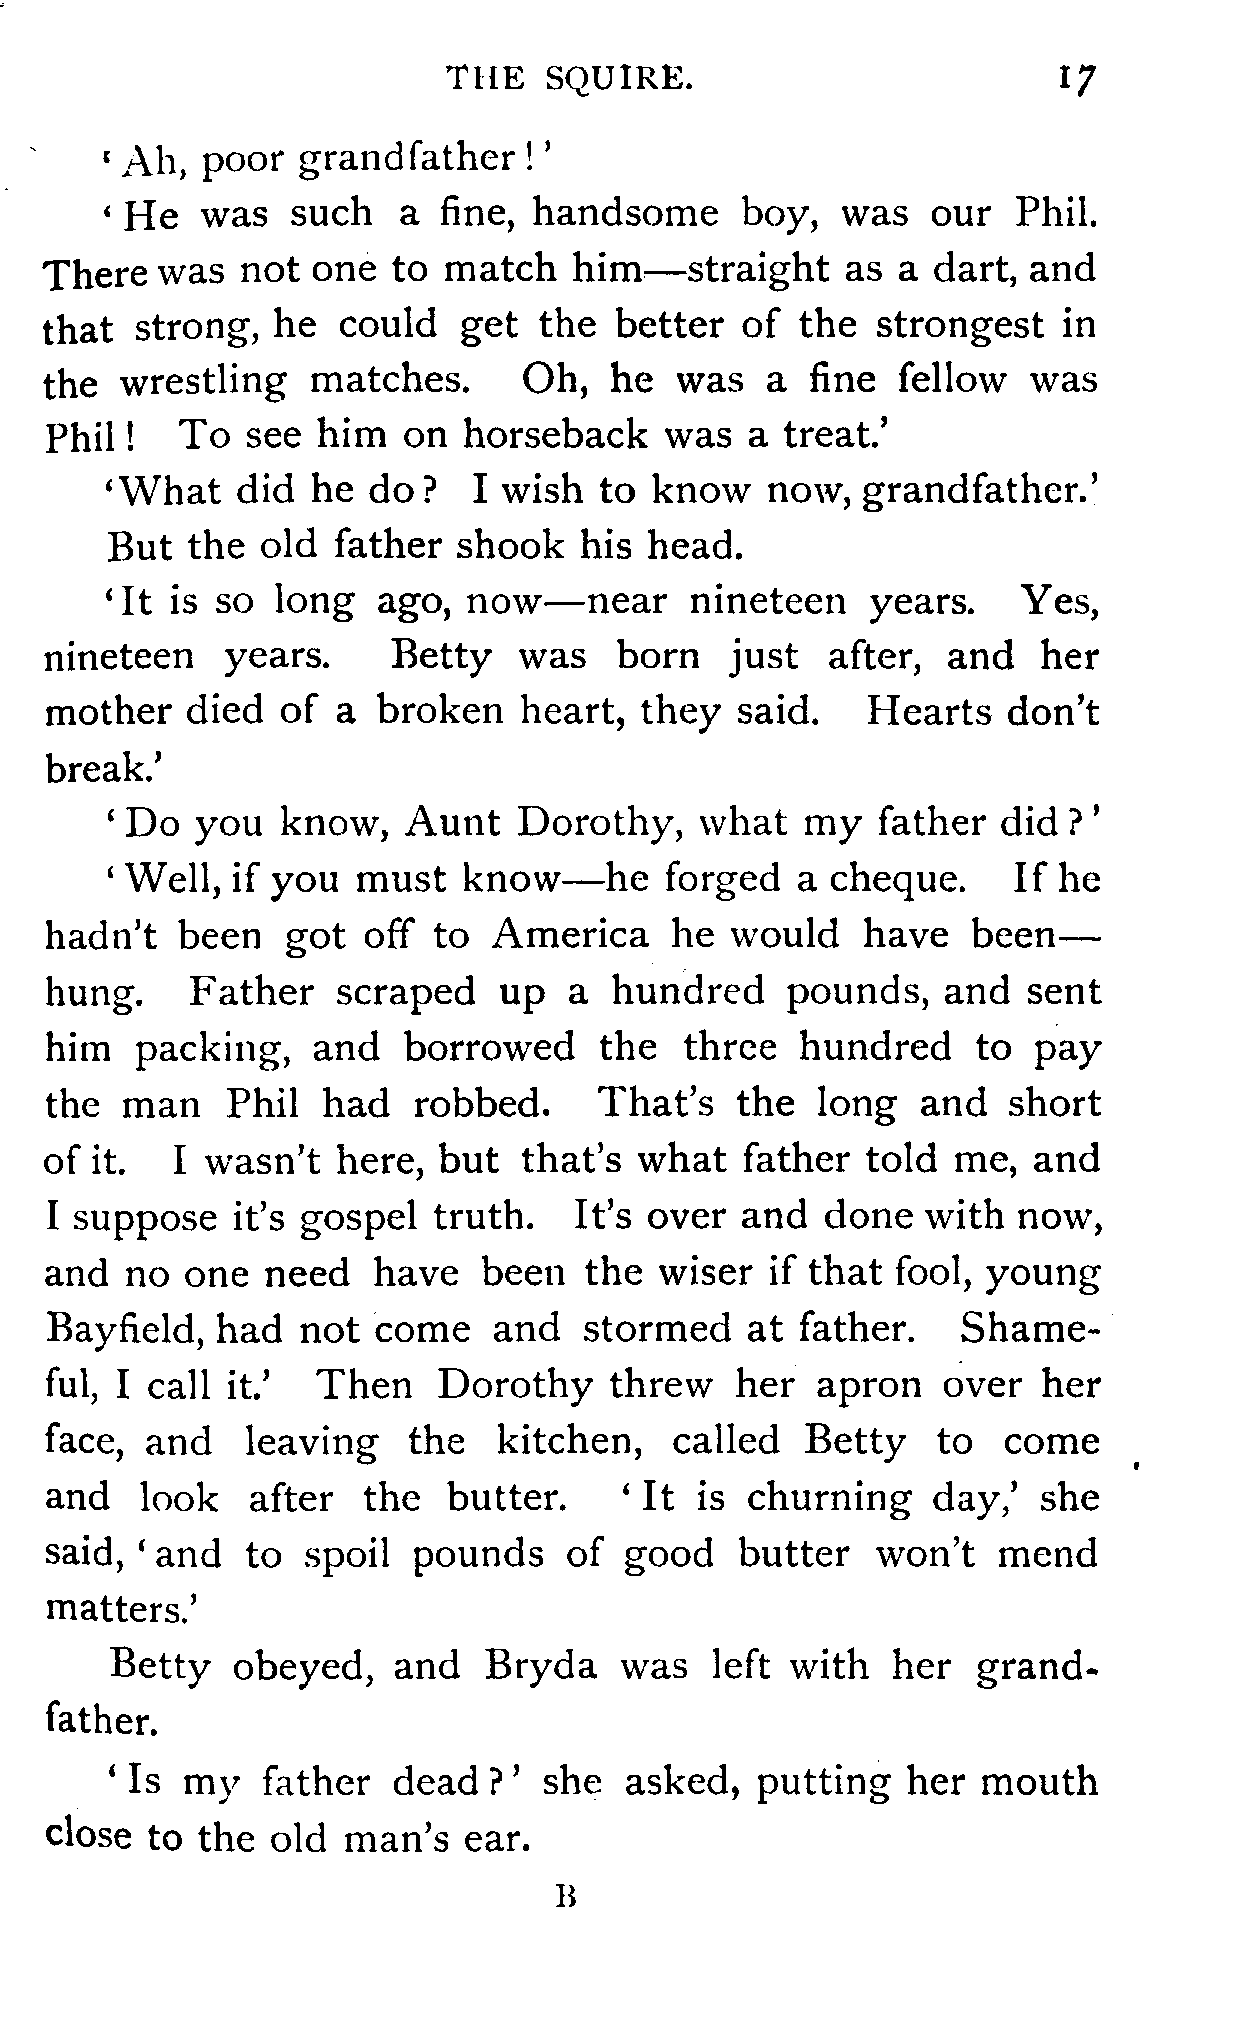 THE SQUIRE. 17
‘Ah, poor grandfather!’
‘He was such a fine, handsome boy, was our Phil.
There was not one to match him—straight as a dart, and
that strong, he could get the better of the strongest in
the wrestling matches. Oh, he was a fine fellow was
Phil! To see him on horseback was a treat.’
‘What did he do? I wish to know now, grandfather.’
But the old father shook his head.
‘It is so long ago, now—near nineteen years. Yes,
nineteen years. Betty was born just after, and her
mother died of a broken heart, they said. Hearts don’t
break.’
‘Do you know, Aunt Dorothy, what my father did?’
‘Well, if you must know—he forged a cheque. If he
hadn’t been got off to America he would have been—
hung. Father scraped up a hundred pounds, and sent
him packing, and borrowed the three hundred to pay
the man Phil had robbed. That’s the long and short
of it. I wasn’t here, but that’s what father told me, and
I suppose it’s gospel truth. It’s over and done with now,
and no one need have been the wiser if that fool, young
Bayfield, had not come and stormed at father. Shame-
ful, I call it.’ Then Dorothy threw her apron over her
face, and leaving the kitchen, called Betty to come
and look after the butter. ‘It is churning day,’ she
said, ‘and to spoil pounds of good butter won’t mend
matters.’
Betty obeyed, and Bryda was left with her grand-
father.
‘Is my father dead?’ she asked, putting her mouth
close to the old man’s ear.
B